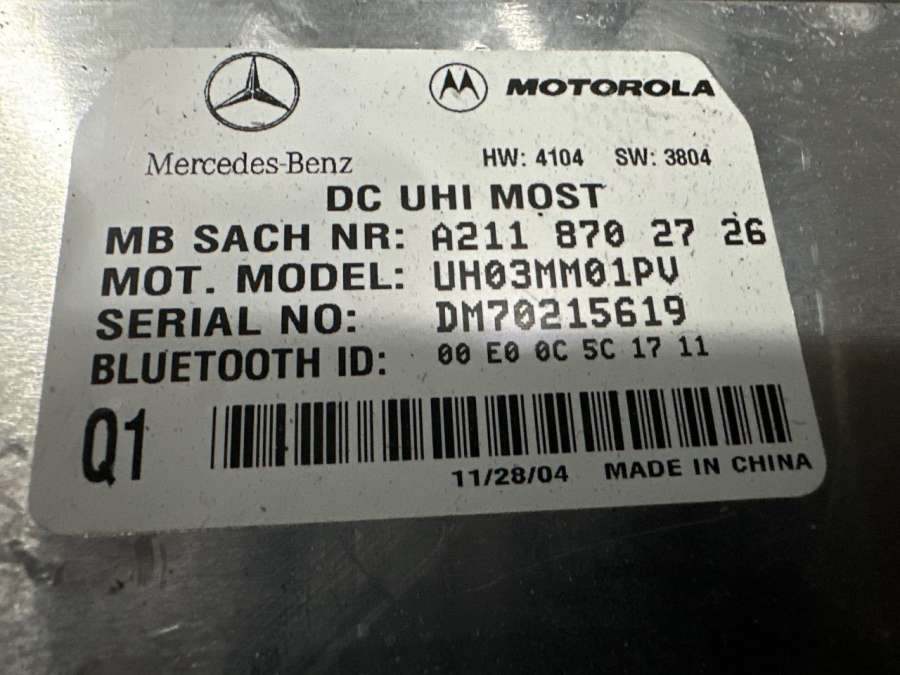 MOTOROLA
Mercedes-Benz
HW: 4104 SW: 3804
DC UHI MOST
MB SACH NR: A211 870 27 26
MOT. MODEL: UH03MM01PV
SERIAL NO: DM70215619
BLUETOOTH ID: 00 E0 0C 5C 17 11
Q1
11/28/04 MADE IN CHINA